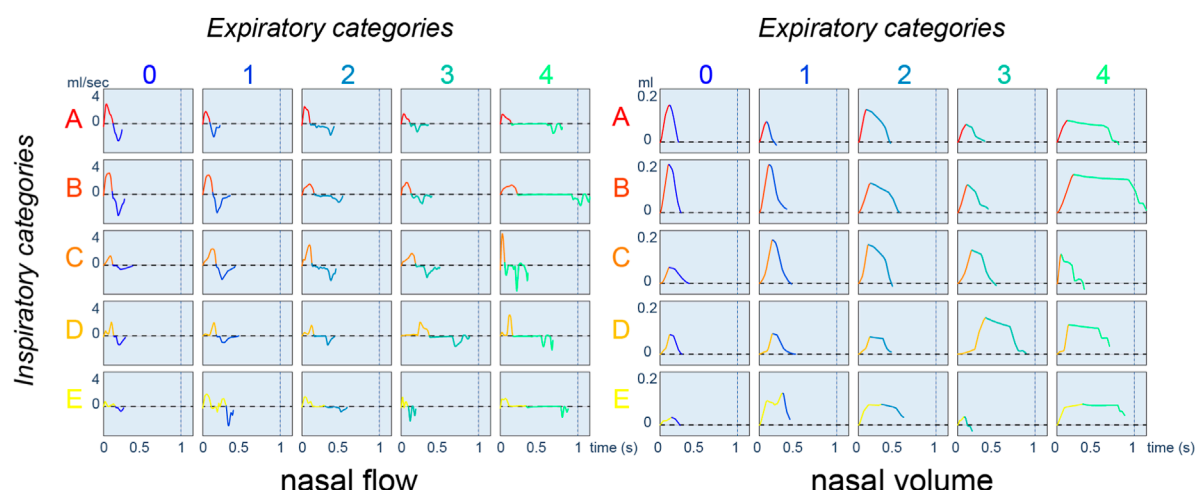 Expiratory categories Expiratory categories
ml/sec 0 1 2 3 4 ml 0 1 2 3 4
4 0.2
A 0 A 0
4 0.2
B 0 B 0
4 0.2
C 0 C 0
4 0.2
D 0 D 0
4 0.2
E 0 E 0
Inspiratory categories
Inspiratory categories
0 0.5 1 0 0.5 1 0 0.5 1 0 0.5 1 0 0.5 1 time (s) 0 0.5 1 0 0.5 1 0 0.5 1 0 0.5 1 0 0.5 1 time (s)
nasal flow nasal volume